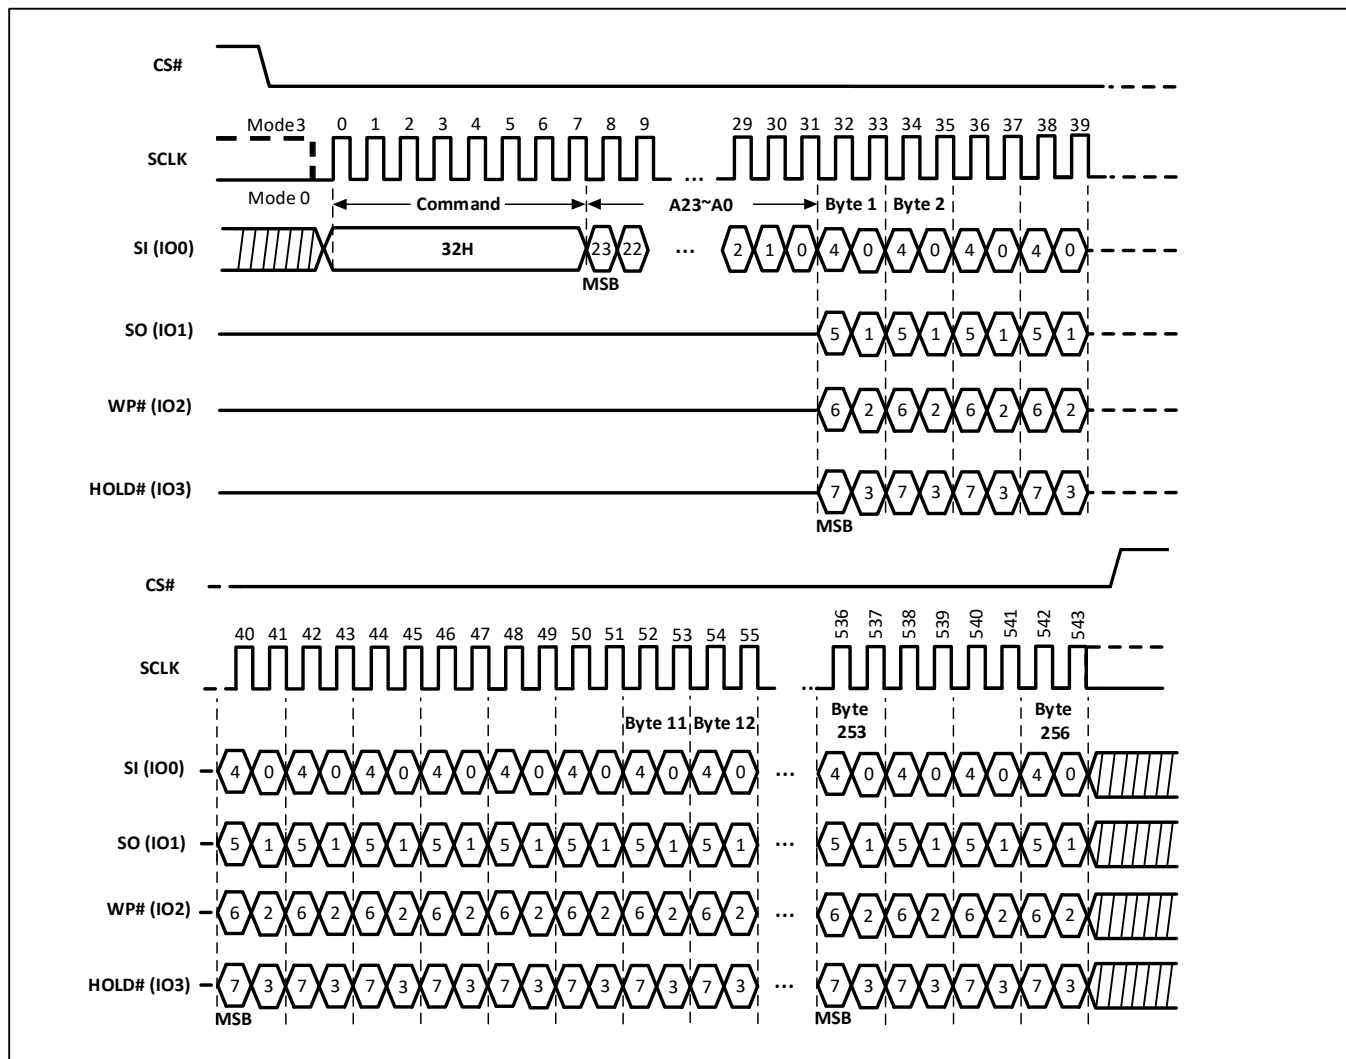 CS#
Mode3 0 1 2 3 4 5 6 7 8 9 29 30 31 32 33 34 35 36 37 38 39
SCLK ...
Mode 0 Command A23~A0 Byte 1 Byte 2
SI (IO0) 32H 23 22 ... 2 1 0 4 0 4 0 4 0 4 0
MSB
SO (IO1) 5 1 5 1 5 1 5 1
WP# (IO2) 6 2 6 2 6 2 6 2
HOLD# (IO3) 7 3 7 3 7 3 7 3
MSB
CS#
40 41 42 43 44 45 46 47 48 49 50 51 52 53 54 55 536 537 538 539 540 541 542 543
SCLK ...
Byte 11 Byte 12 Byte 253 Byte 256
SI (IO0) 4 0 4 0 4 0 4 0 4 0 4 0 4 0 4 0 ... 4 0 4 0 4 0 4 0
SO (IO1) 5 1 5 1 5 1 5 1 5 1 5 1 5 1 5 1 ... 5 1 5 1 5 1 5 1
WP# (IO2) 6 2 6 2 6 2 6 2 6 2 6 2 6 2 6 2 ... 6 2 6 2 6 2 6 2
HOLD# (IO3) 7 3 7 3 7 3 7 3 7 3 7 3 7 3 7 3 ... 7 3 7 3 7 3 7 3
MSB MSB